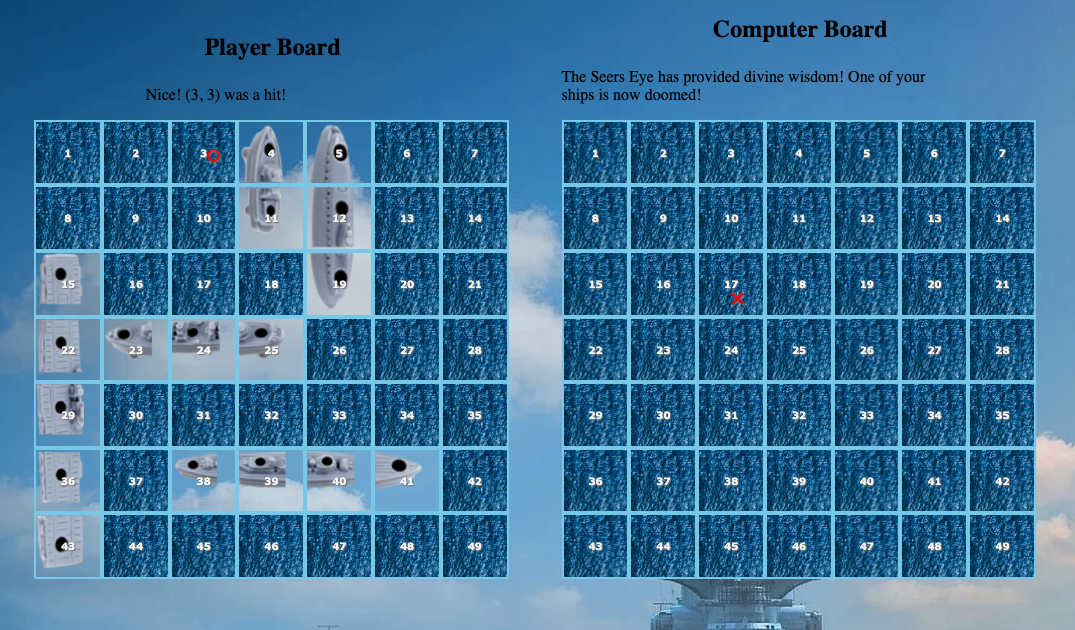 Player Board
Nice! (3, 3) was a hit!
1 2 3 4 5 6 7
8 9 10 11 12 13 14
15 16 17 18 19 20 21
22 23 24 25 26 27 28
29 30 31 32 33 34 35
36 37 38 39 40 41 42
43 44 45 46 47 48 49
Computer Board
The Seers Eye has provided divine wisdom! One of your
ships is now doomed!
1 2 3 4 5 6 7
8 9 10 11 12 13 14
15 16 17 18 19 20 21
22 23 24 25 26 27 28
29 30 31 32 33 34 35
36 37 38 39 40 41 42
43 44 45 46 47 48 49